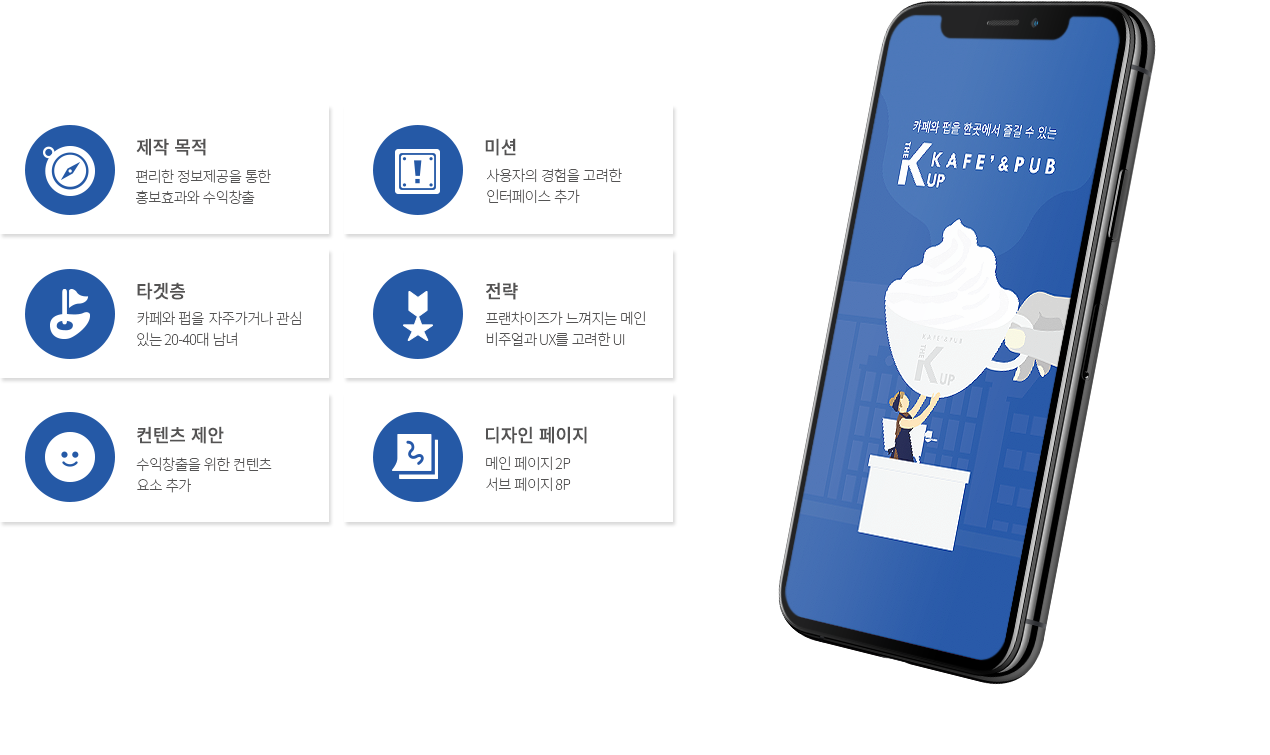 제작 목적
편리한 정보제공을 통한
홍보효과와 수익창출
미션
사용자의 경험을 고려한
인터페이스 추가
타겟층
카페와 펍을 자주가거나 관심
있는 20-40대 남녀
전략
프랜차이즈가 느껴지는 메인
비주얼과 UX를 고려한 UI
컨텐츠 제안
수익창출을 위한 컨텐츠
요소 추가
디자인 페이지
메인 페이지 2P
서브 페이지 8P
카페와 펍을 한곳에서 즐길 수 있는
THE K UP KAFE’&PUB
KAFE’&PUB
THE K UP